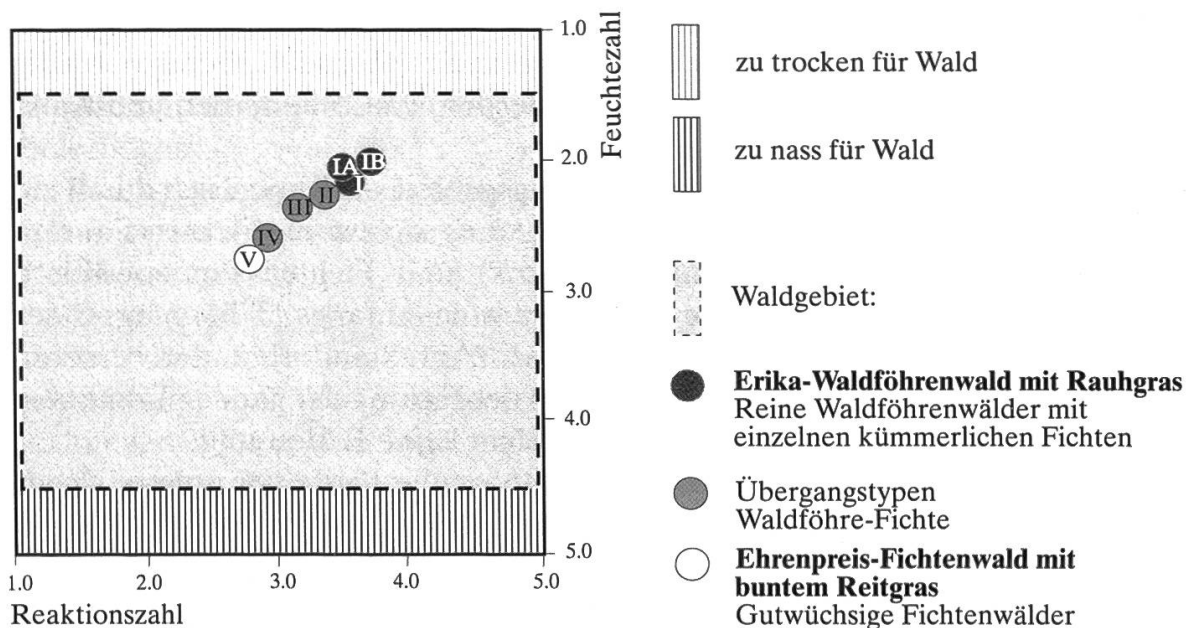 1.0
2.0
3.0
4.0
5.0
Feuchtezahl
IA
IB
I
II
III
IV
V
1.0 2.0 3.0 4.0 5.0
Reaktionszahl
zu trocken für Wald
zu nass für Wald
Waldgebiet:
Erika-Waldföhrenwald mit Rauhgras
Reine Waldföhrenwälder mit
einzelnen kümmerlichen Fichten
Übergangstypen
Waldföhre-Fichte
Ehrenpreis-Fichtenwald mit
buntem Reitgras
Gutwüchsige Fichtenwälder